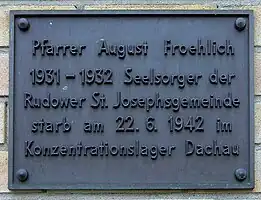 Pfarrer August Froehlich
1931 - 1932 Seelsorger der
Rudower St. Josephsgemeinde
starb am 22. 6. 1942 im
Konzentrationslager Dachau